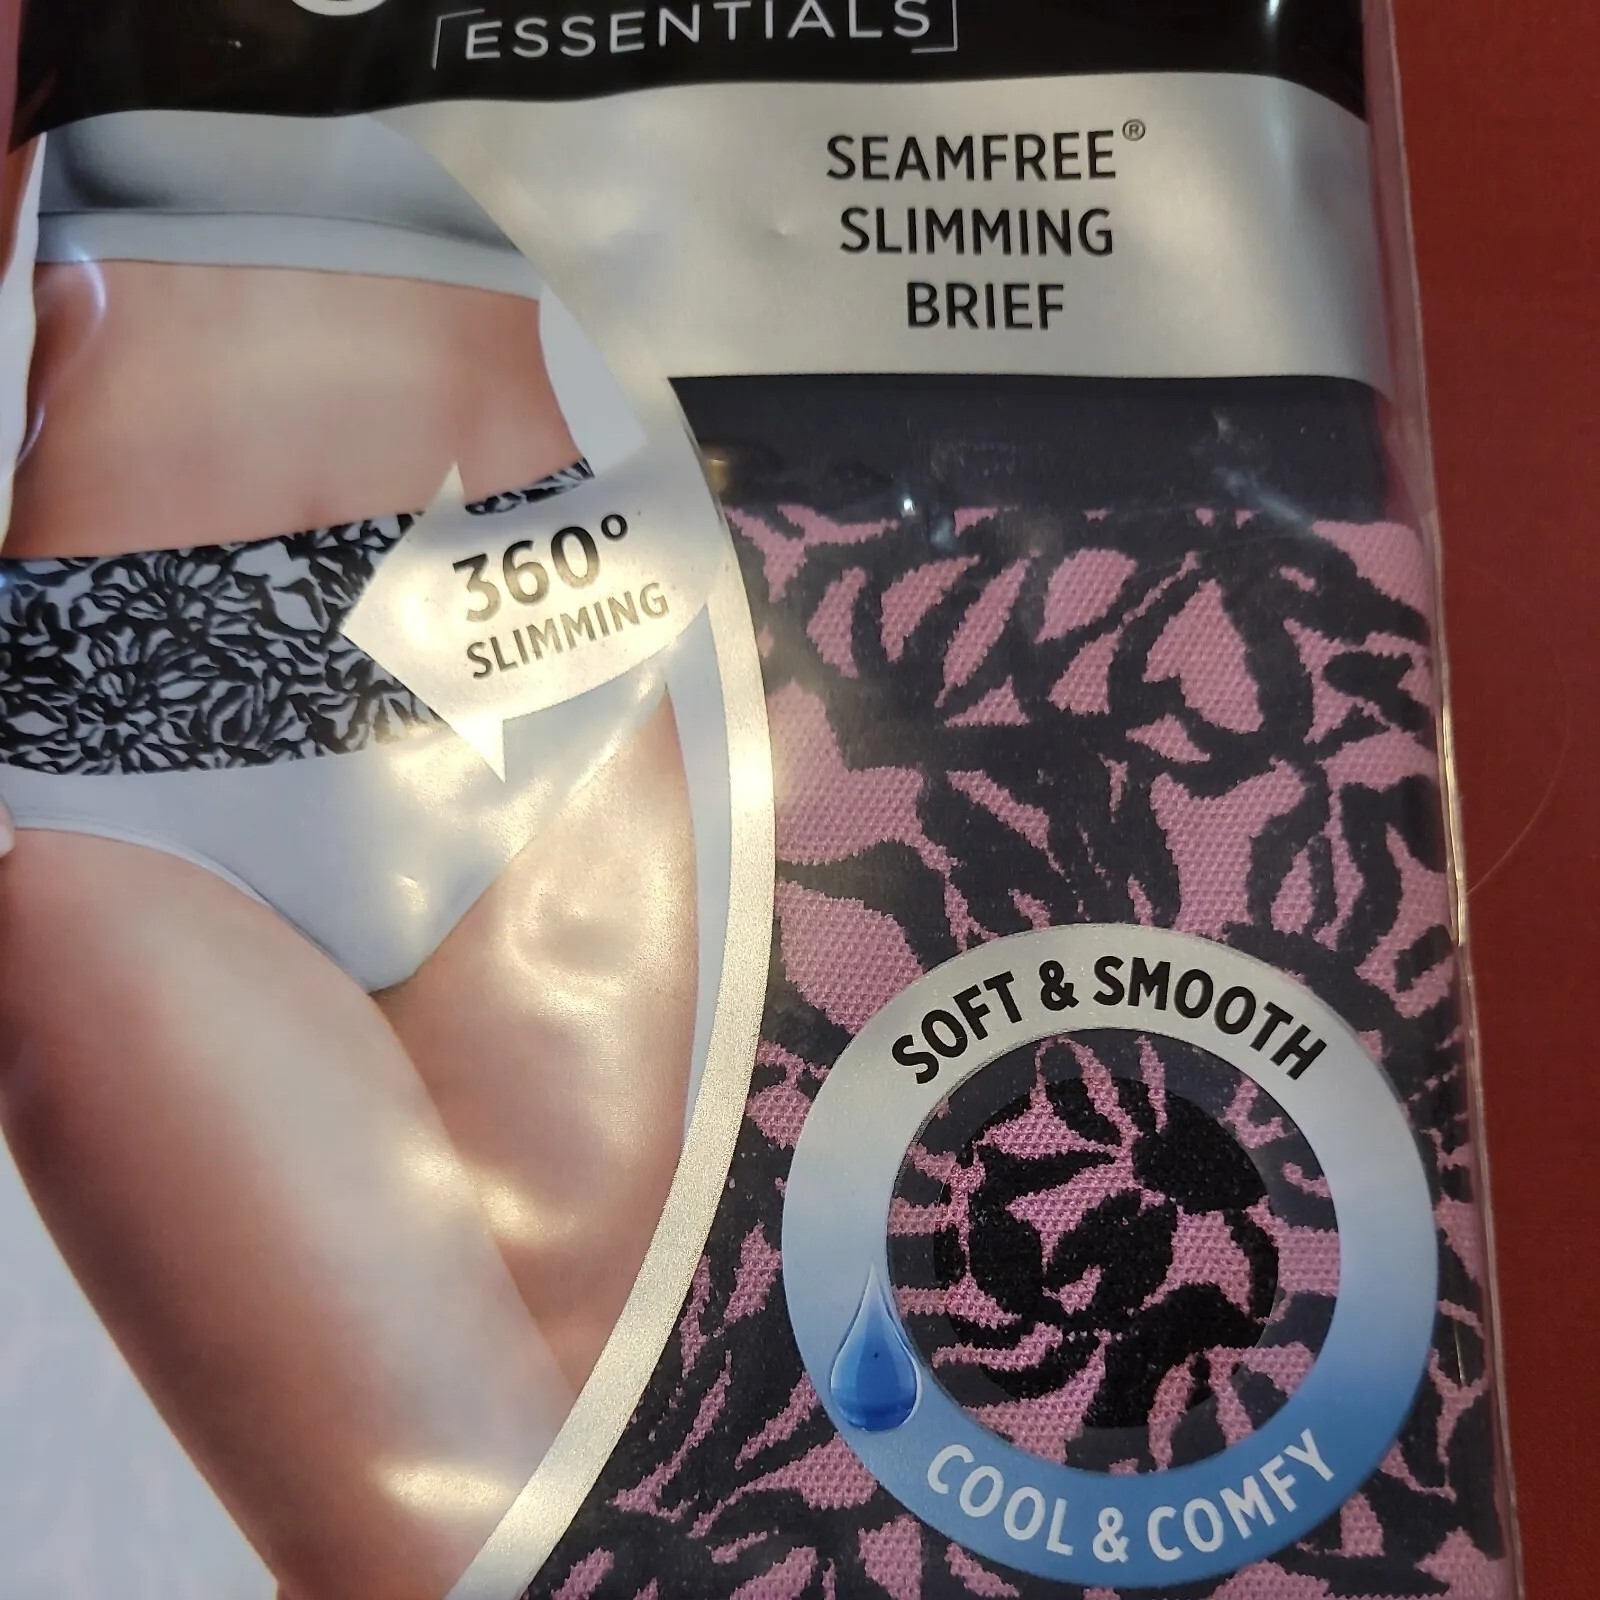 ESSENTIALS
SEAMFREE®
SLIMMING
BRIEF
360°
SLIMMING
SOFT & SMOOTH
COOL & COMFY